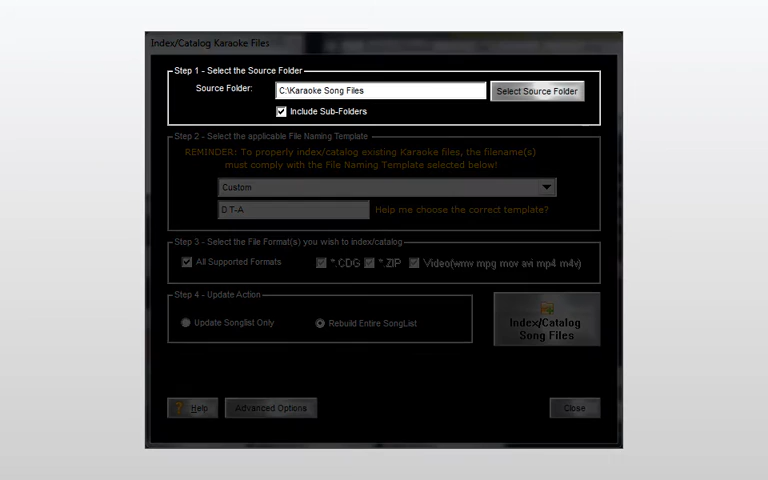 Index/Catalog Karaoke Files
Step 1 - Select the Source Folder
Source Folder:
C:\Karaoke Song Files
Select Source Folder
Include Sub-Folders
Step 2 - Select the applicable File Naming Template
REMINDER: To properly index/catalog existing Karaoke files, the filename(s)
must comply with the File Naming Template selected below!
Custom
D T-A
Help me choose the correct template?
Step 3 - Select the File Format(s) you wish to index/catalog
All Supported Formats
*.CDG
*.ZIP
Video(wmv mpg mov avi mp4 m4v)
Step 4 - Update Action
Update Songlist Only
Rebuild Entire SongList
Index/Catalog
Song Files
Help
Advanced Options
Close